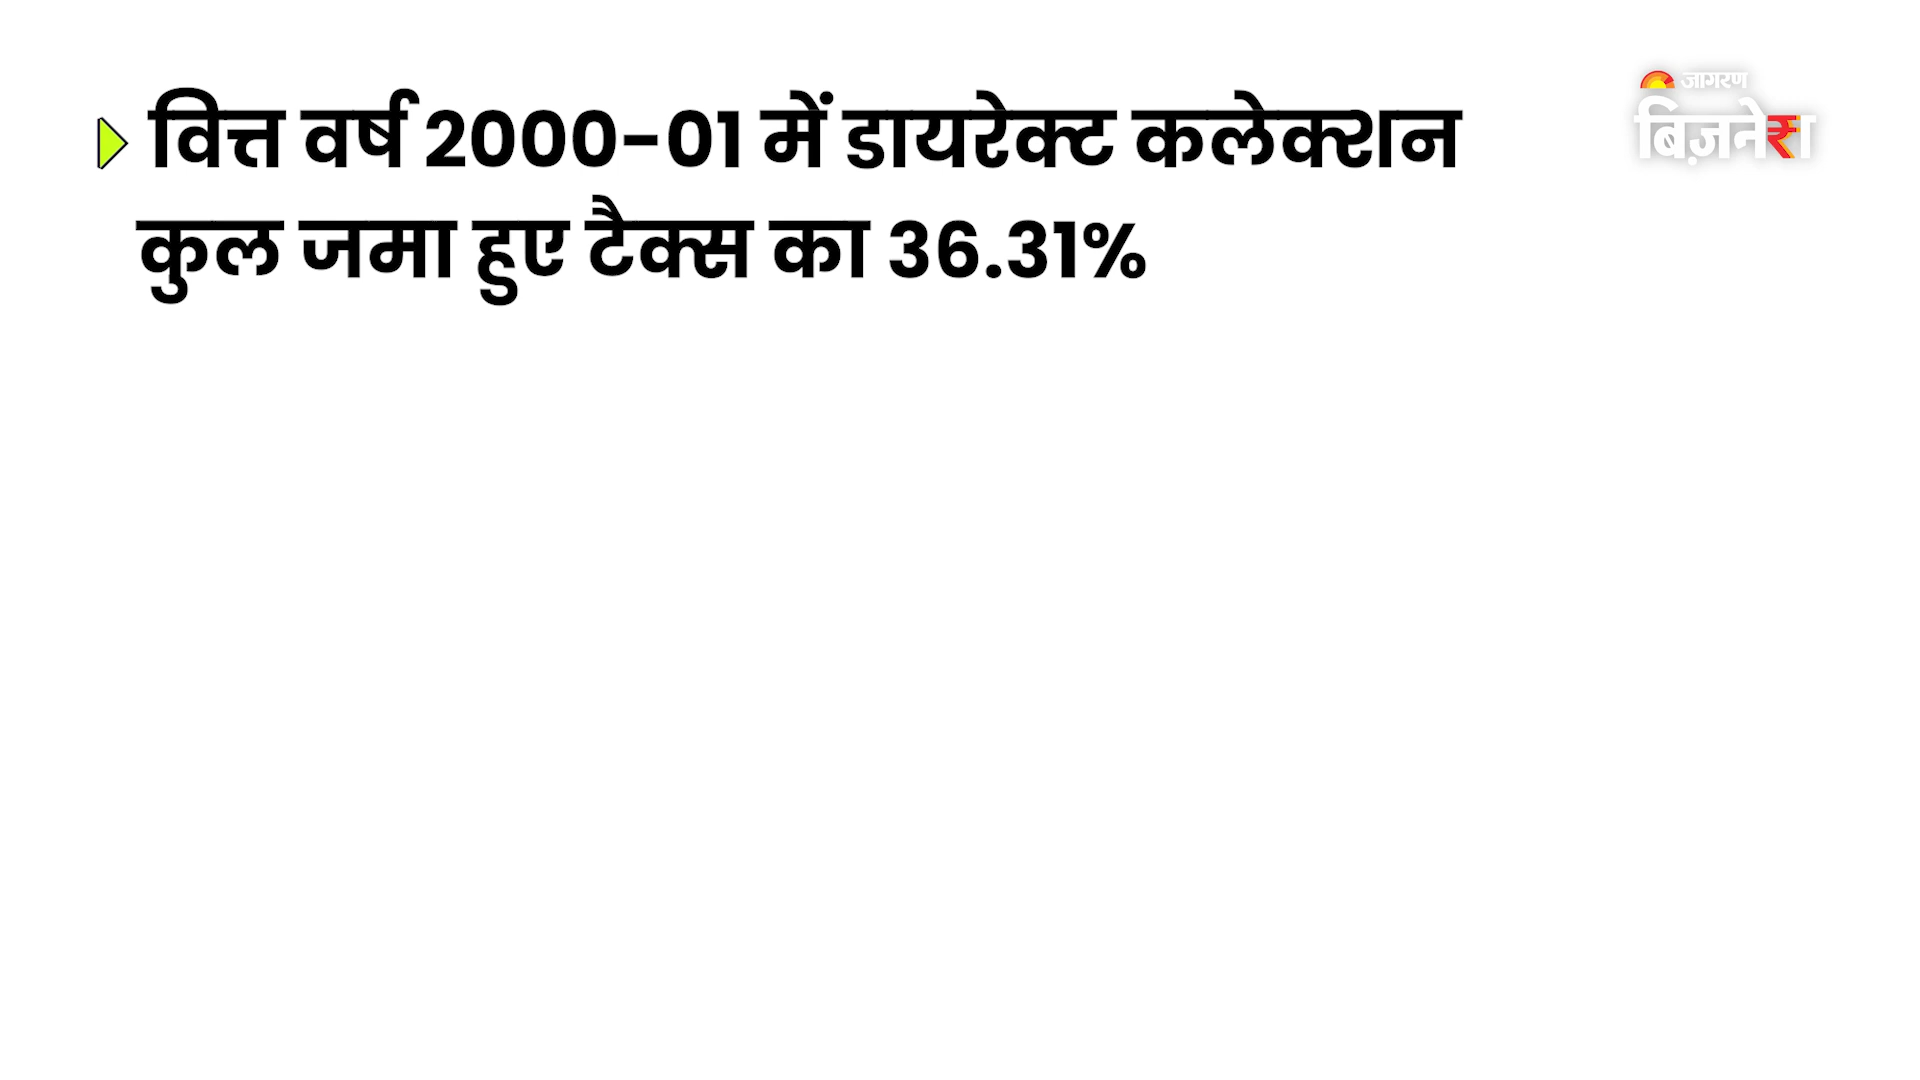 वित्त वर्ष 2000-01 में डायरेक्ट कलेक्शन
कुल जमा हुए टैक्स का 36.31%
जागरण
बिज़नेस